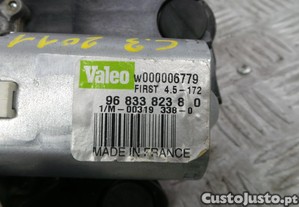 C3 2011
Valeo
W000006779
FIRST 4.5-172
96 833 823 8 0
1/M-00319 338-0
MADE IN FRANCE
CustoJusto.pt